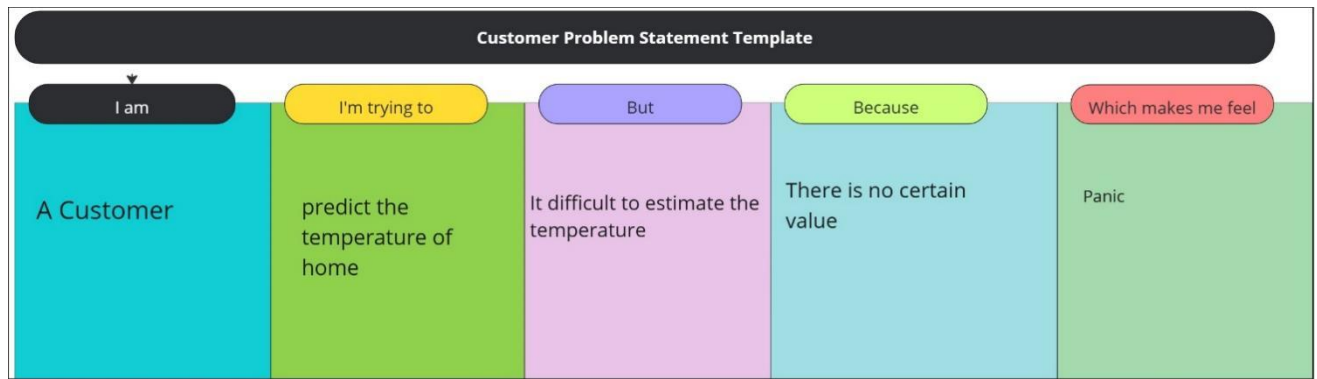 Customer Problem Statement Template
I am
I'm trying to
But
Because
Which makes me feel
A Customer
predict the
temperature of
home
It difficult to estimate the
temperature
There is no certain
value
Panic